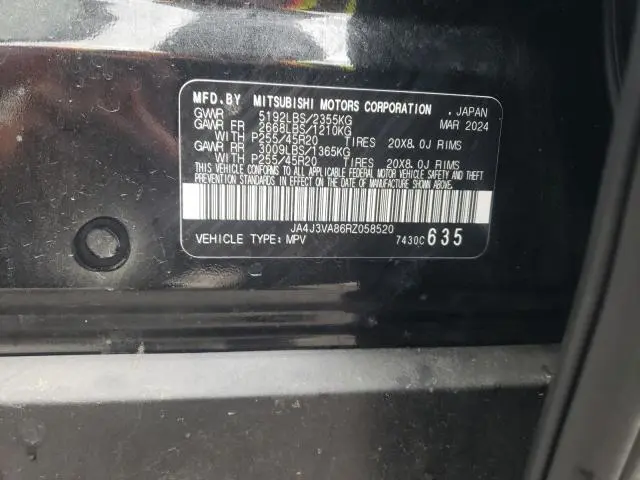 MFD.BY MITSUBISHI MOTORS CORPORATION ,JAPAN
GVWR 5192LBS/2355KG MAR 2024
GAWR FR 2668LBS/1210KG
WITH P255/45R20 TIRES 20X8.0J RIMS
GAWR RR 3009LBS/1365KG
WITH P255/45R20 TIRES 20X8.0J RIMS
THIS VEHICLE CONFORMS TO ALL APPLICABLE FEDERAL MOTOR VEHICLE SAFETY AND THEFT
PREVENTION STANDARDS IN EFFECT ON THE DATE OF MANUFACTURE SHOWN ABOVE.
JA4J3VA86RZ058520
VEHICLE TYPE:MPV 7430C635